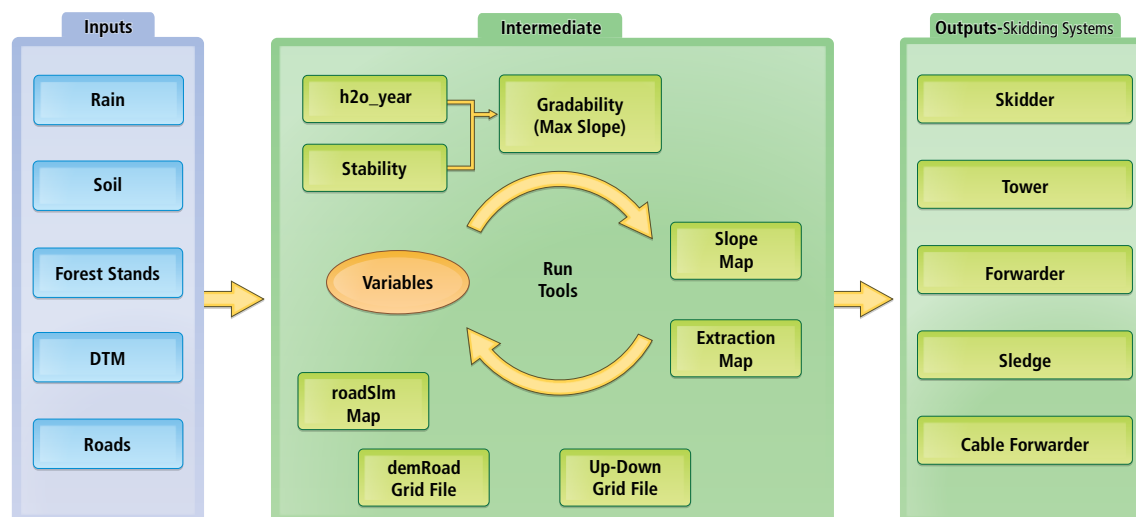 Inputs
Rain
Soil
Forest Stands
DTM
Roads
Intermediate
h2o_year
Stability
Gradability
(Max Slope)
Variables
Run
Tools
Slope
Map
Extraction
Map
roadSlm
Map
demRoad
Grid File
Up-Down
Grid File
Outputs-Skidding Systems
Skidder
Tower
Forwarder
Sledge
Cable Forwarder